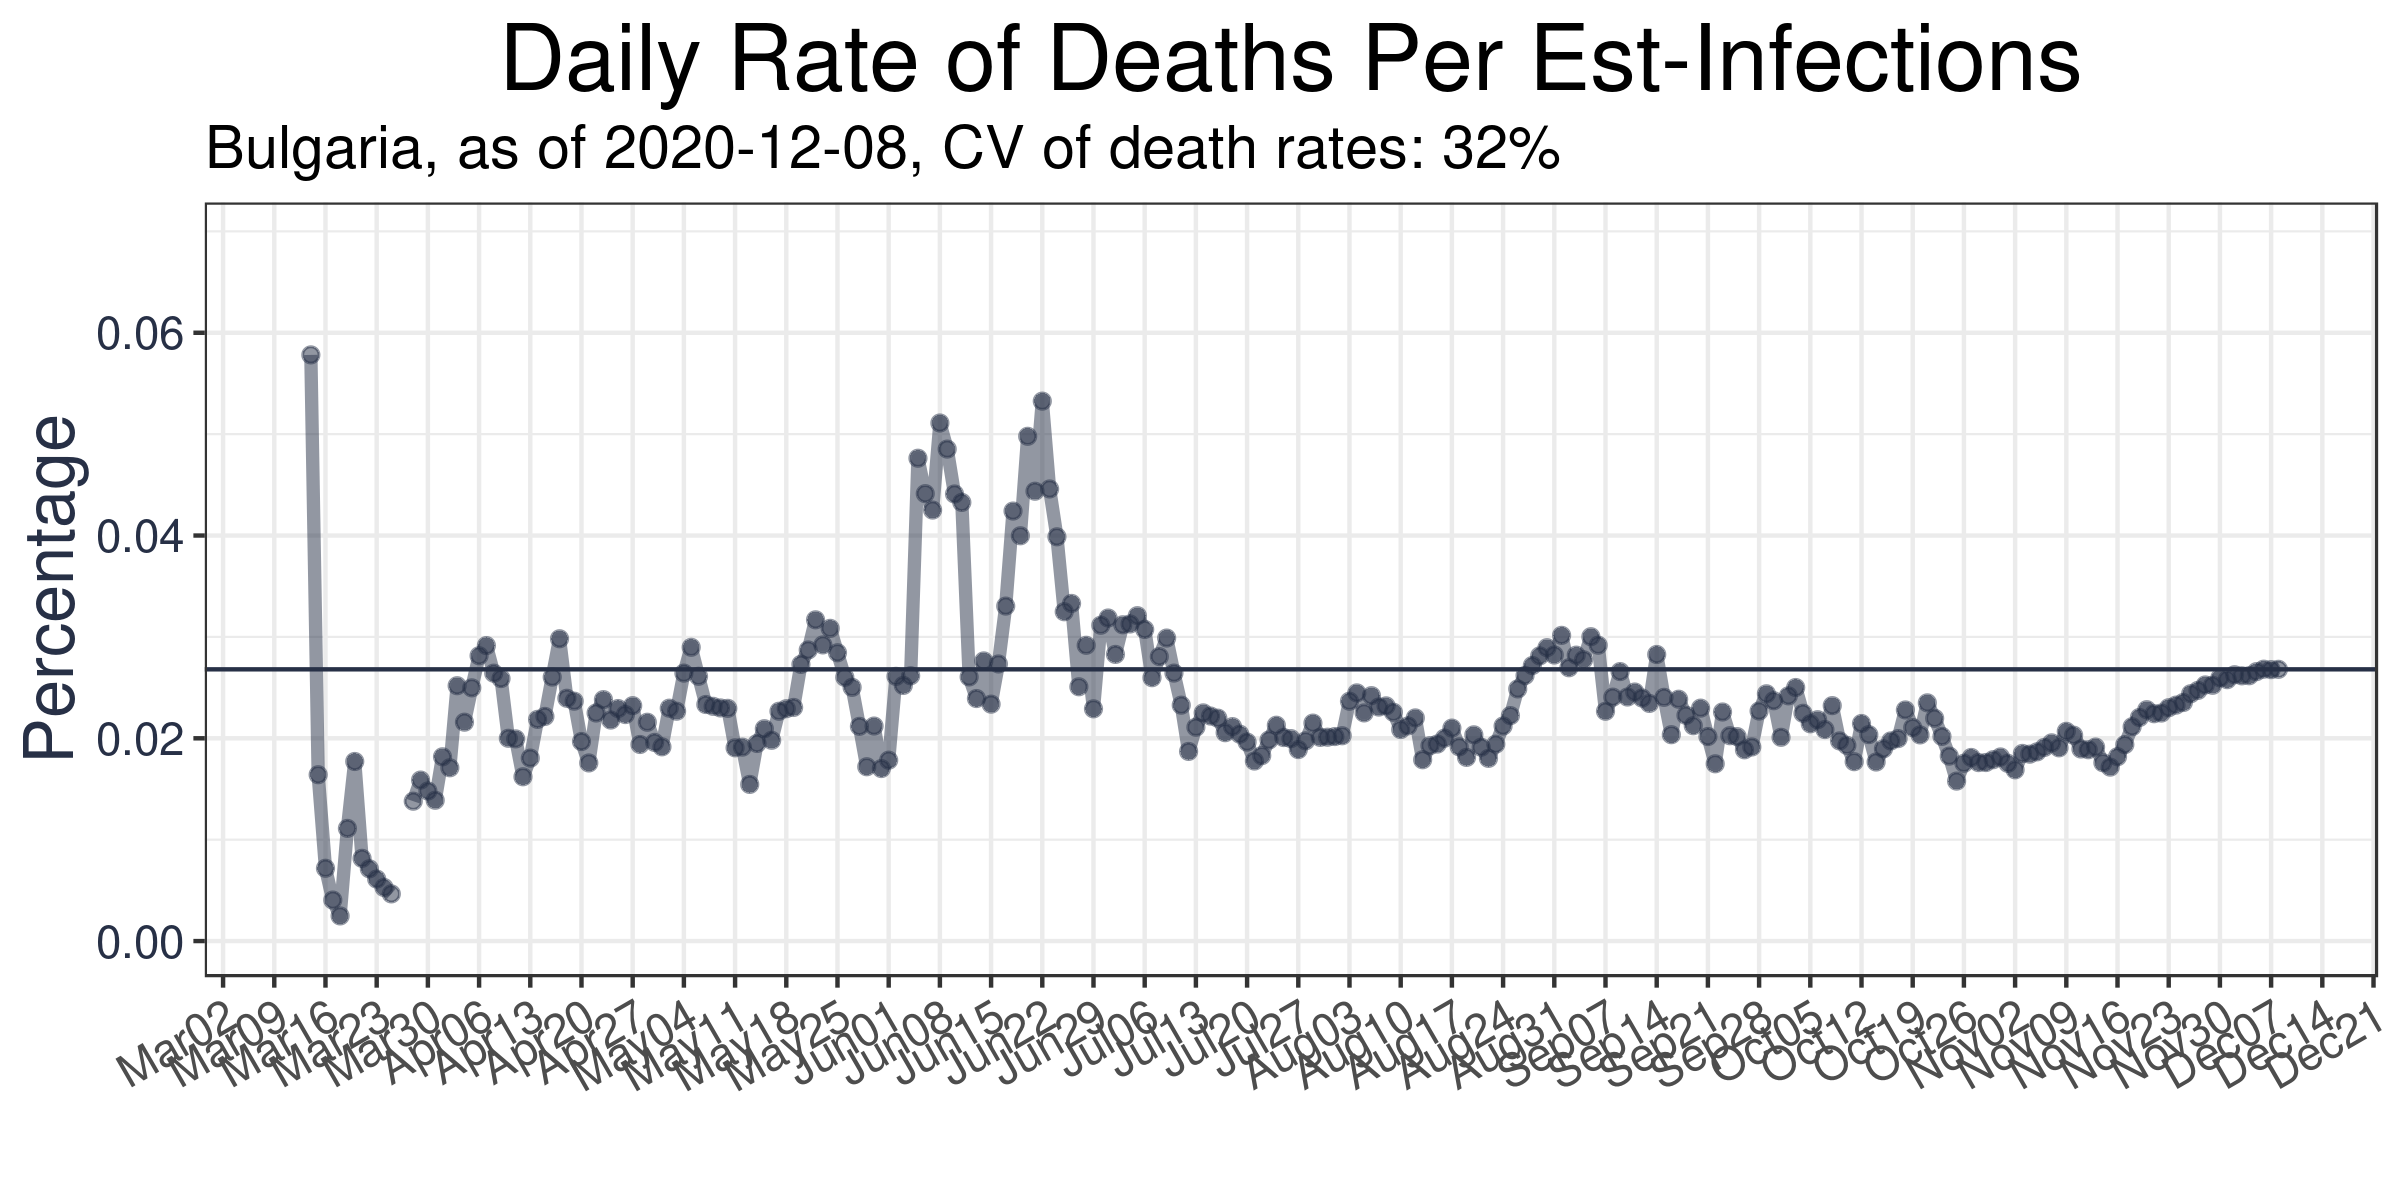 Daily Rate of Deaths Per Est-Infections
Bulgaria, as of 2020-12-08, CV of death rates: 32%
Percentage
0.06
0.04
0.02
0.00
Mar02
Mar09
Mar16
Mar23
Mar30
Apr06
Apr13
Apr20
Apr27
May04
May11
May18
May25
Jun01
Jun08
Jun15
Jun22
Jun29
Jul06
Jul13
Jul20
Jul27
Aug03
Aug10
Aug17
Aug24
Aug31
Sep07
Sep14
Sep21
Sep28
Oct05
Oct12
Oct19
Oct26
Nov02
Nov09
Nov16
Nov23
Nov30
Dec07
Dec14
Dec21